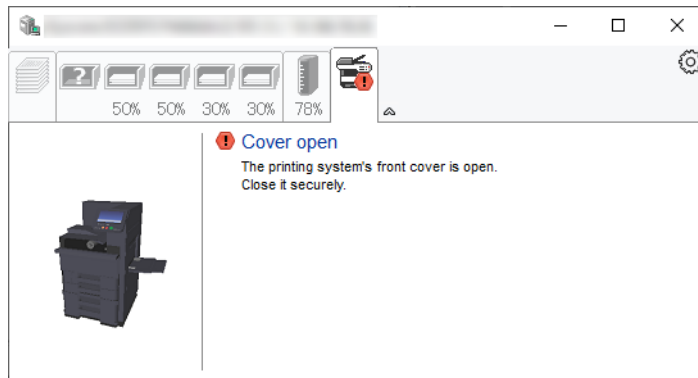 ?
50% 50% 30% 30% 78%
Cover open
The printing system's front cover is open.
Close it securely.